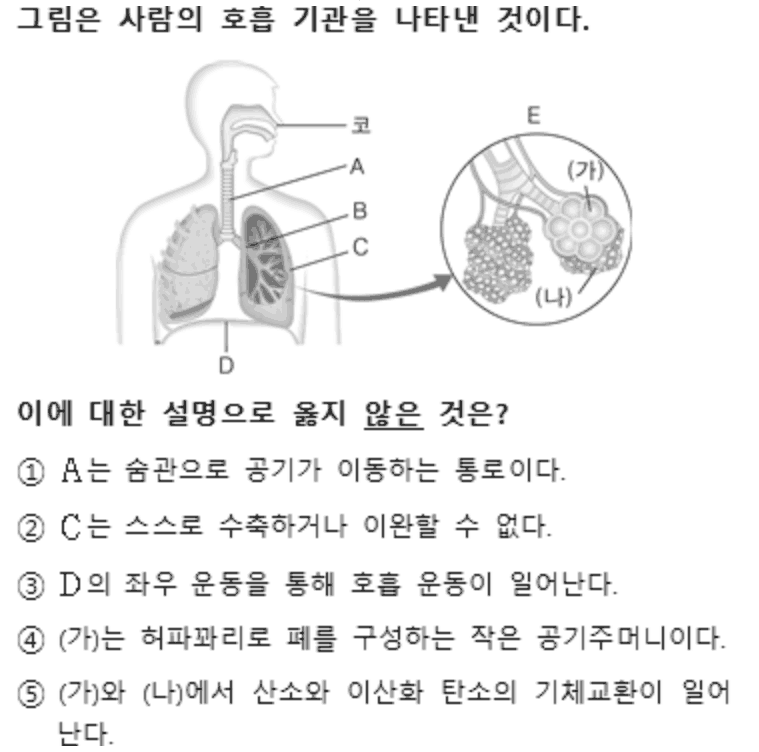 그림은 사람의 호흡 기관을 나타낸 것이다.
코
A
B
C
D
E
(가)
(나)
이에 대한 설명으로 옳지 않은 것은?
① A는 숨관으로 공기가 이동하는 통로이다.
② C는 스스로 수축하거나 이완할 수 없다.
③ D의 좌우 운동을 통해 호흡 운동이 일어난다.
④ (가)는 허파꽈리로 폐를 구성하는 작은 공기주머니이다.
⑤ (가)와 (나)에서 산소와 이산화 탄소의 기체교환이 일어
난다.